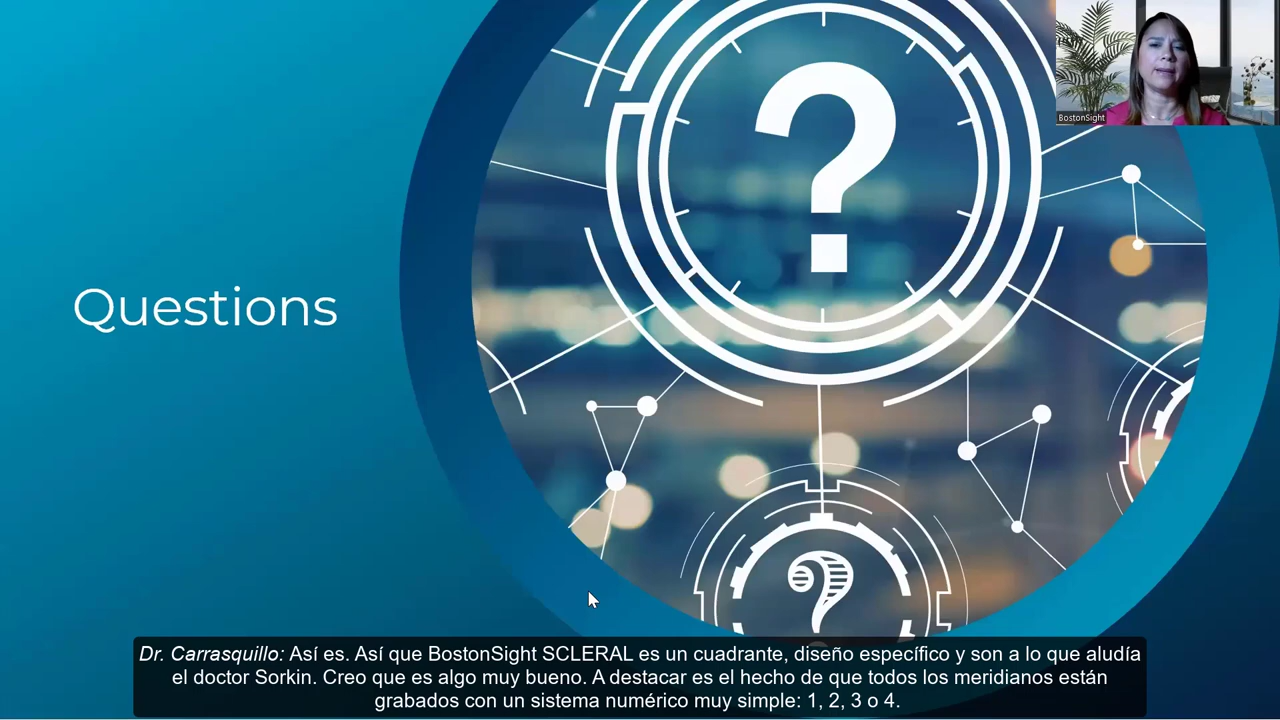 BostonSight
Questions
Dr. Carrasquillo: Así es. Así que BostonSight SCLERAL es un cuadrante, diseño específico y son a lo que aludía
el doctor Sorkin. Creo que es algo muy bueno. A destacar es el hecho de que todos los meridianos están
grabados con un sistema numérico muy simple: 1, 2, 3 o 4.